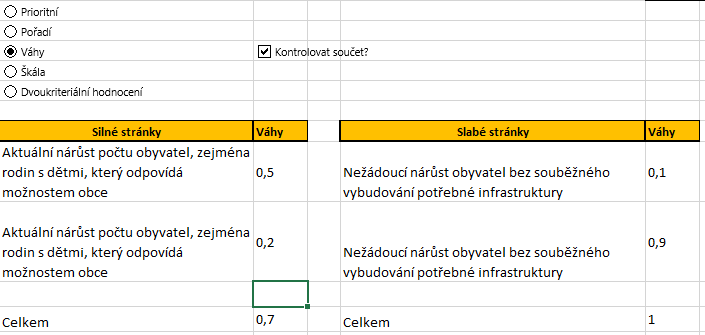 Prioritní
Pořadí
Váhy
Kontrolovat součet?
Škála
Dvoukriteriální hodnocení
Silné stránky
Váhy
Slabé stránky
Váhy
Aktuální nárůst počtu obyvatel, zejména
rodin s dětmi, který odpovídá
možnostem obce
0,5
Nežádoucí nárůst obyvatel bez souběžného
vybudování potřebné infrastruktury
0,1
Aktuální nárůst počtu obyvatel, zejména
rodin s dětmi, který odpovídá
možnostem obce
0,2
Nežádoucí nárůst obyvatel bez souběžného
vybudování potřebné infrastruktury
0,9
Celkem
0,7
Celkem
1